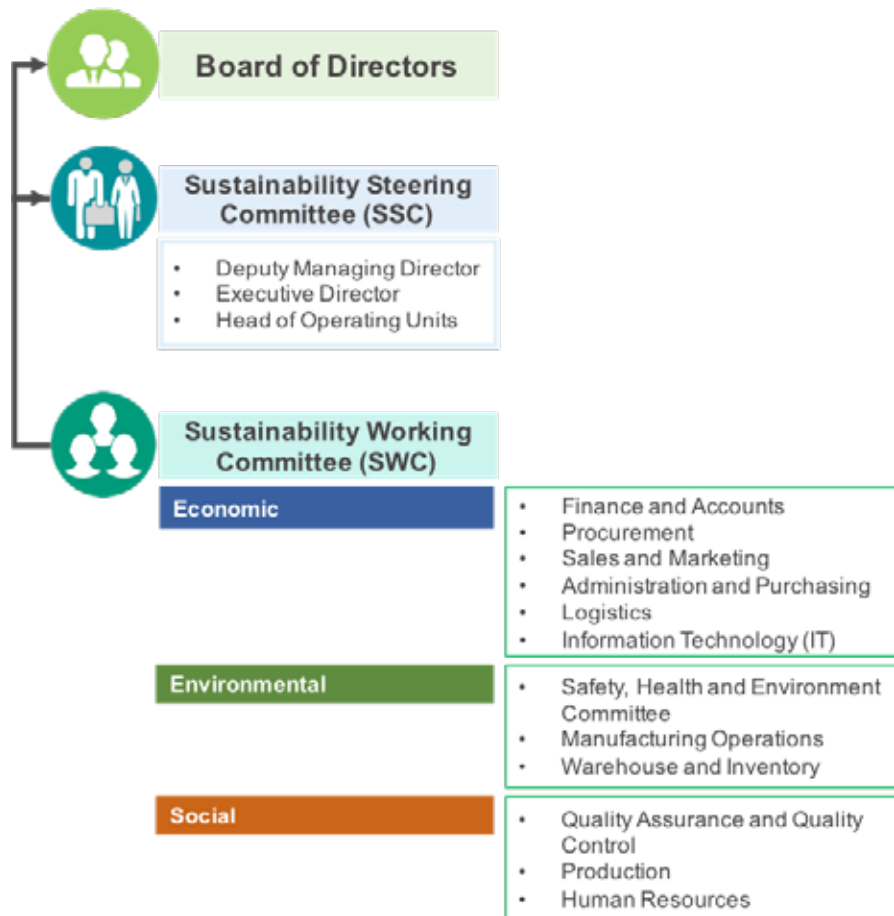 Board of Directors
Sustainability Steering
Committee (SSC)
• Deputy Managing Director
• Executive Director
• Head of Operating Units
Sustainability Working
Committee (SWC)
Economic
• Finance and Accounts
• Procurement
• Sales and Marketing
• Administration and Purchasing
• Logistics
• Information Technology (IT)
Environmental
• Safety, Health and Environment
Committee
• Manufacturing Operations
• Warehouse and Inventory
Social
• Quality Assurance and Quality
Control
• Production
• Human Resources